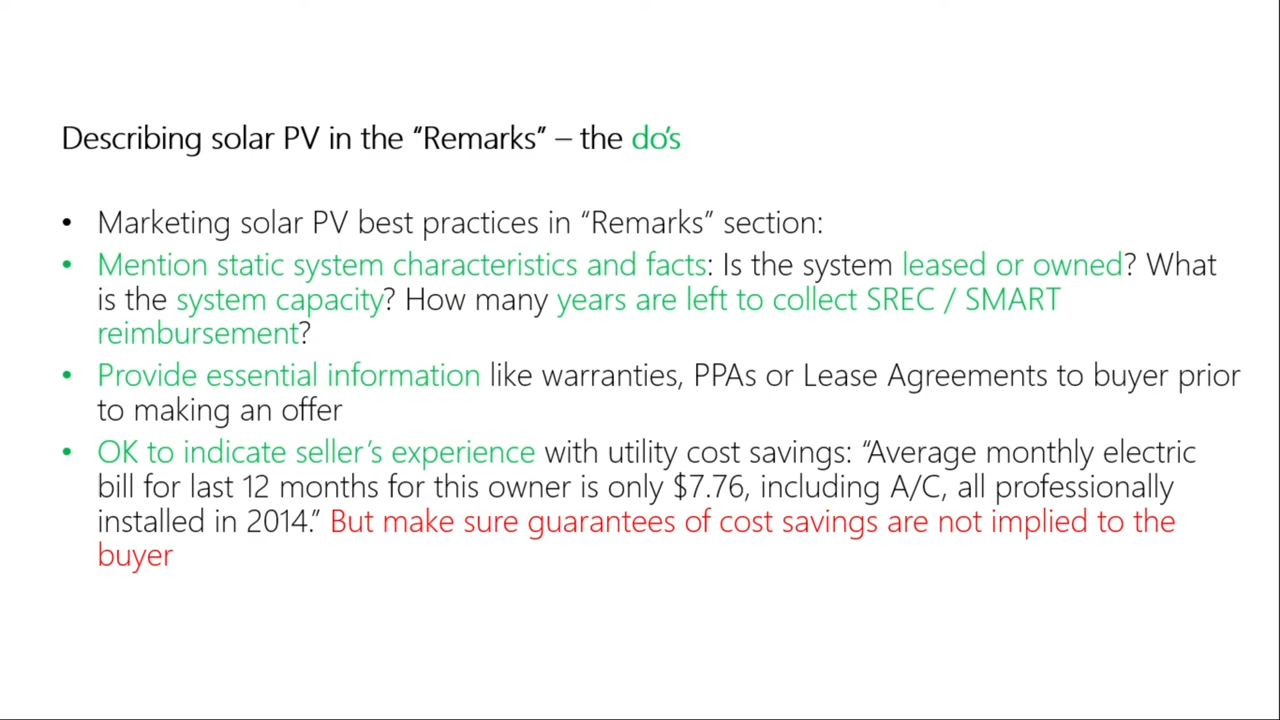 Describing solar PV in the “Remarks” – the do’s
• Marketing solar PV best practices in “Remarks” section:
• Mention static system characteristics and facts: Is the system leased or owned? What
is the system capacity? How many years are left to collect SREC / SMART
reimbursement?
• Provide essential information like warranties, PPAs or Lease Agreements to buyer prior
to making an offer
• OK to indicate seller’s experience with utility cost savings: “Average monthly electric
bill for last 12 months for this owner is only $7.76, including A/C, all professionally
installed in 2014.” But make sure guarantees of cost savings are not implied to the
buyer